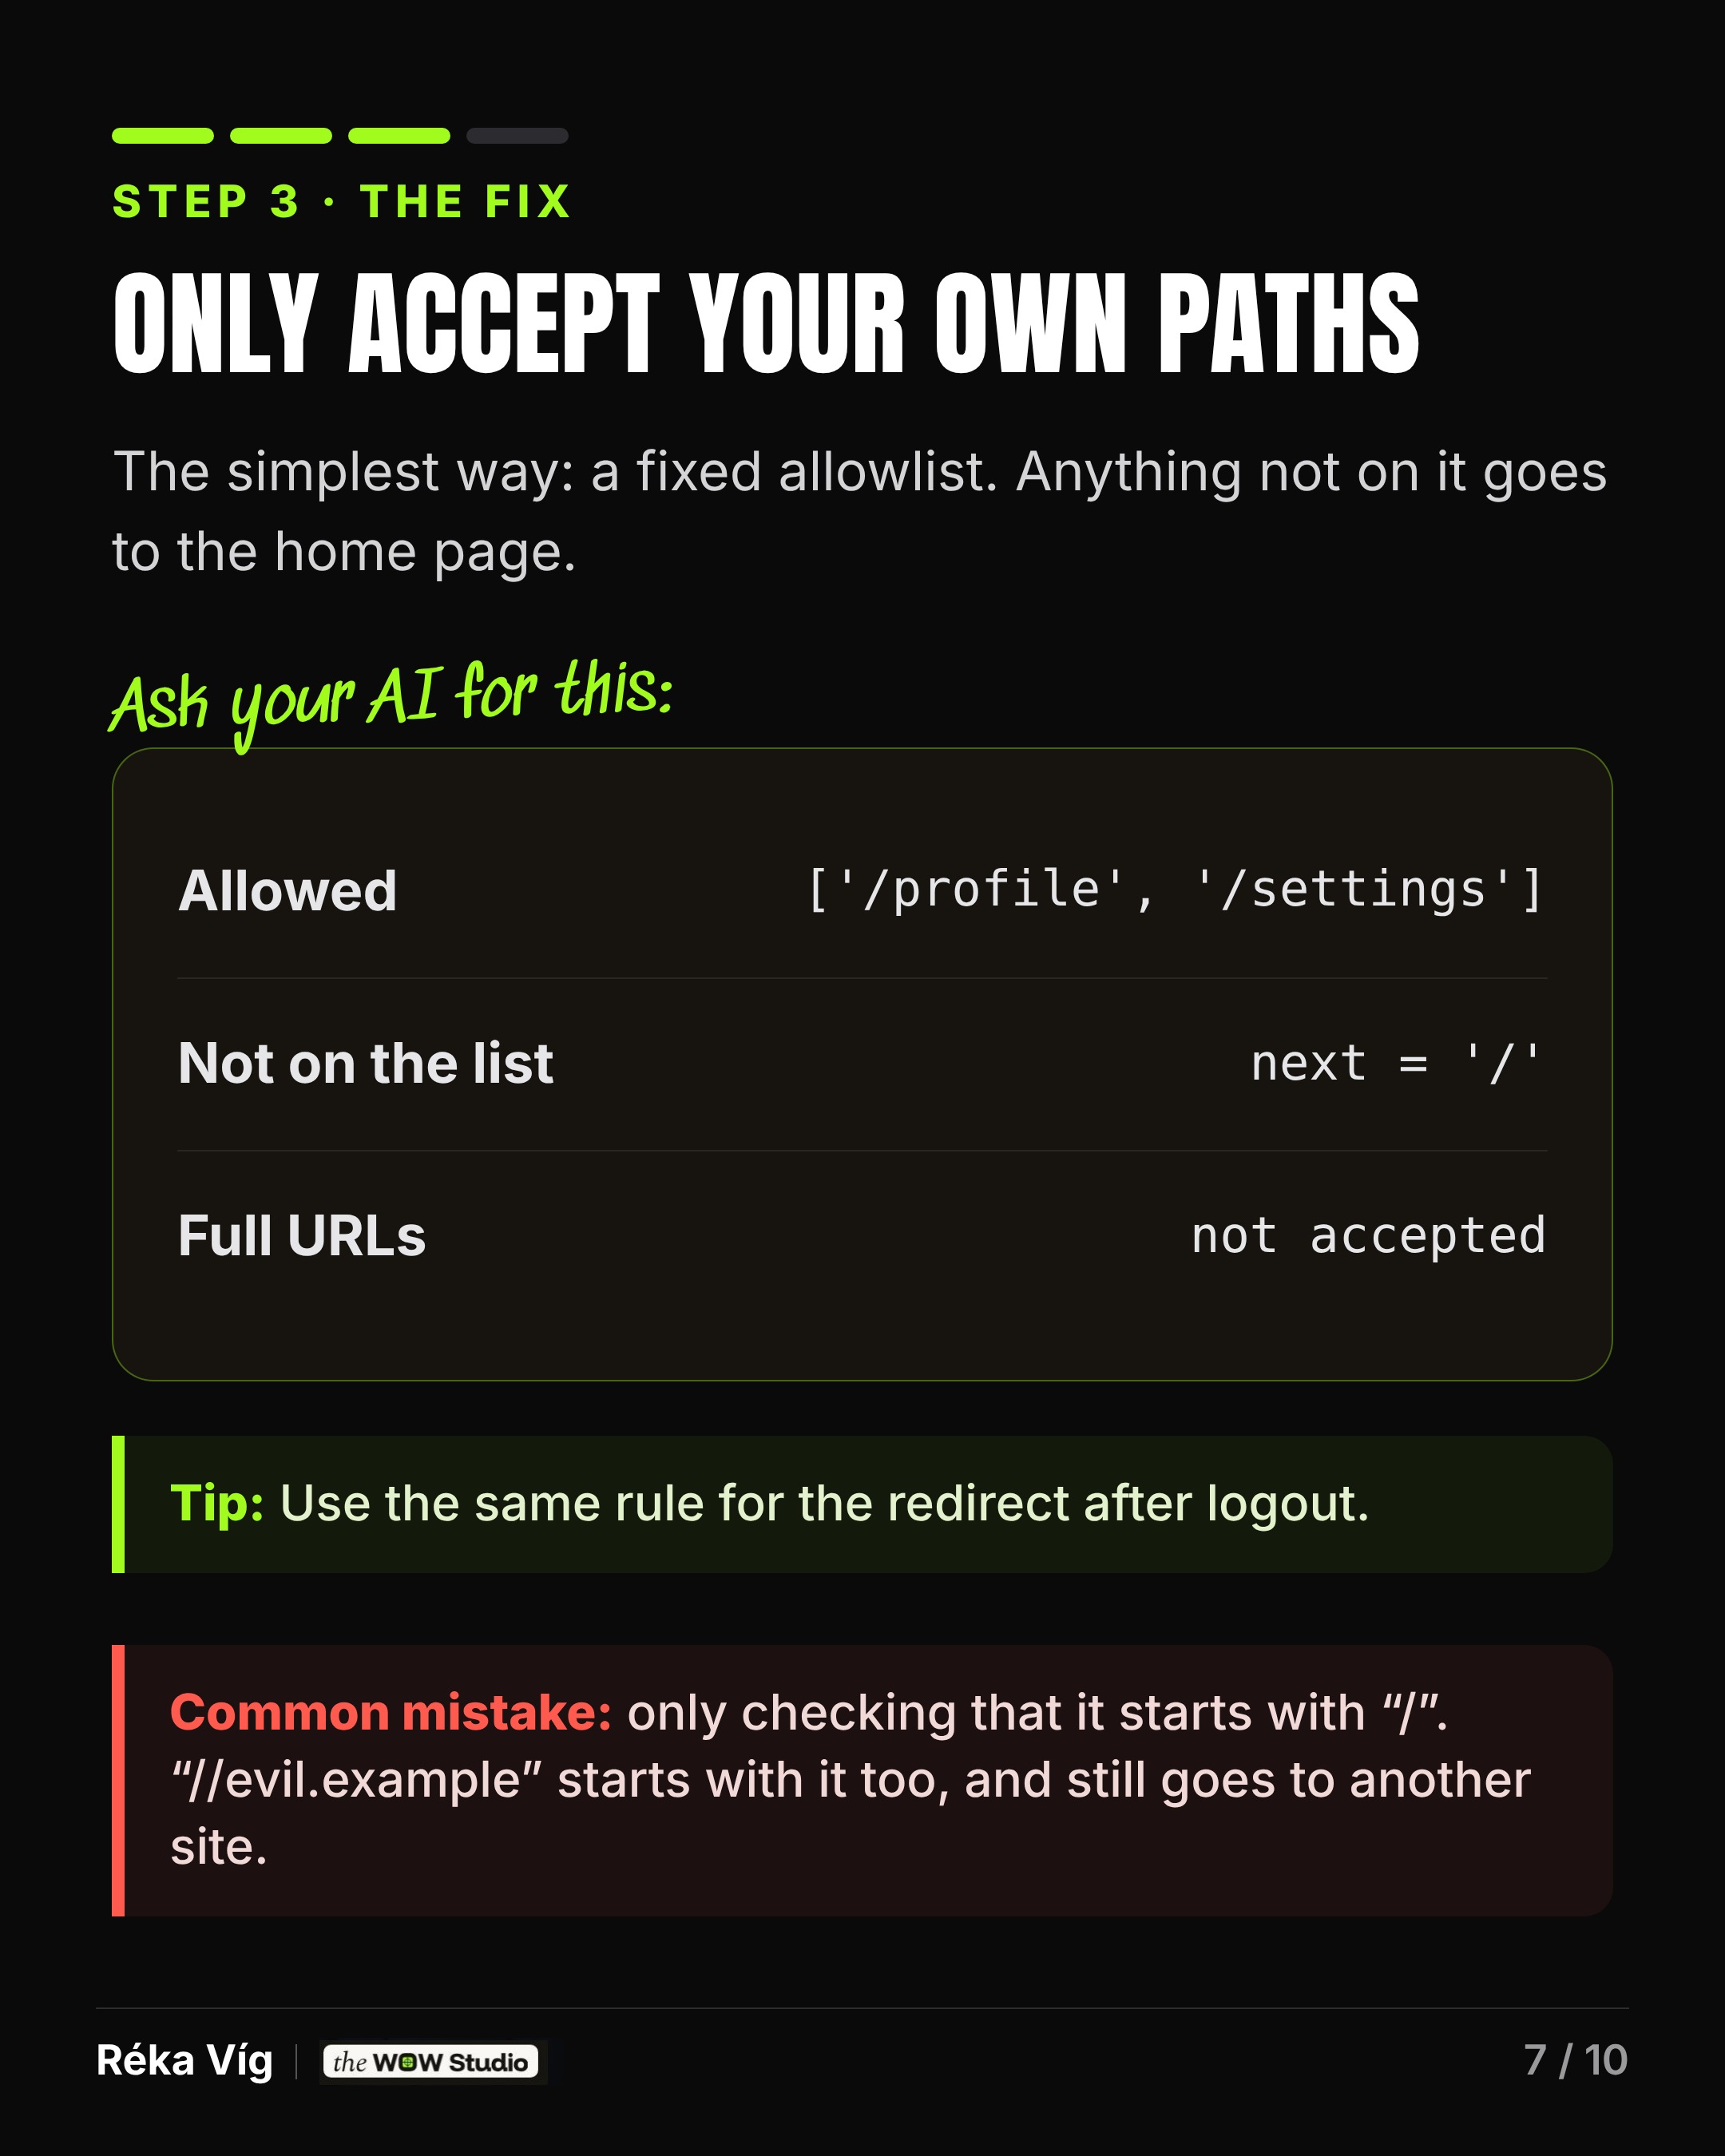 STEP 3 · THE FIX
ONLY ACCEPT YOUR OWN PATHS
The simplest way: a fixed allowlist. Anything not on it goes
to the home page.
Ask your AI for this:
Allowed ['/profile', '/settings']
Not on the list next = '/'
Full URLs not accepted
Tip: Use the same rule for the redirect after logout.
Common mistake: only checking that it starts with “/”.
“//evil.example” starts with it too, and still goes to another
site.
Réka Víg the WOW Studio 7 / 10